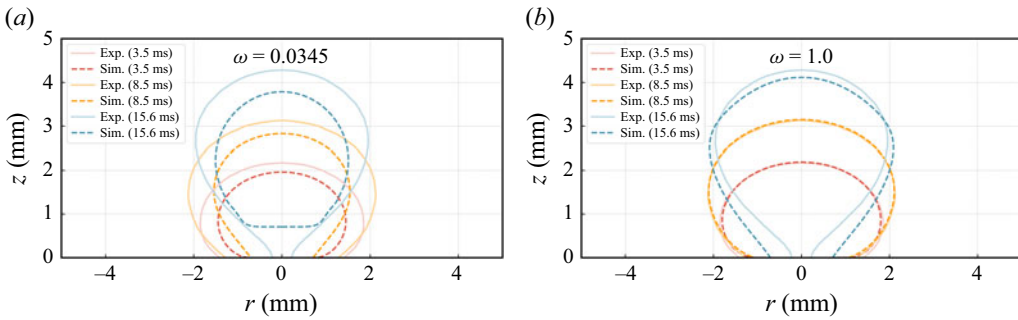 (a)
5
4
3
2
1
0
z (mm)
Exp. (3.5 ms)
Sim. (3.5 ms)
Exp. (8.5 ms)
Sim. (8.5 ms)
Exp. (15.6 ms)
Sim. (15.6 ms)
ω = 0.0345
–4 –2 0 2 4
r (mm)
(b)
5
4
3
2
1
0
z (mm)
Exp. (3.5 ms)
Sim. (3.5 ms)
Exp. (8.5 ms)
Sim. (8.5 ms)
Exp. (15.6 ms)
Sim. (15.6 ms)
ω = 1.0
–4 –2 0 2 4
r (mm)